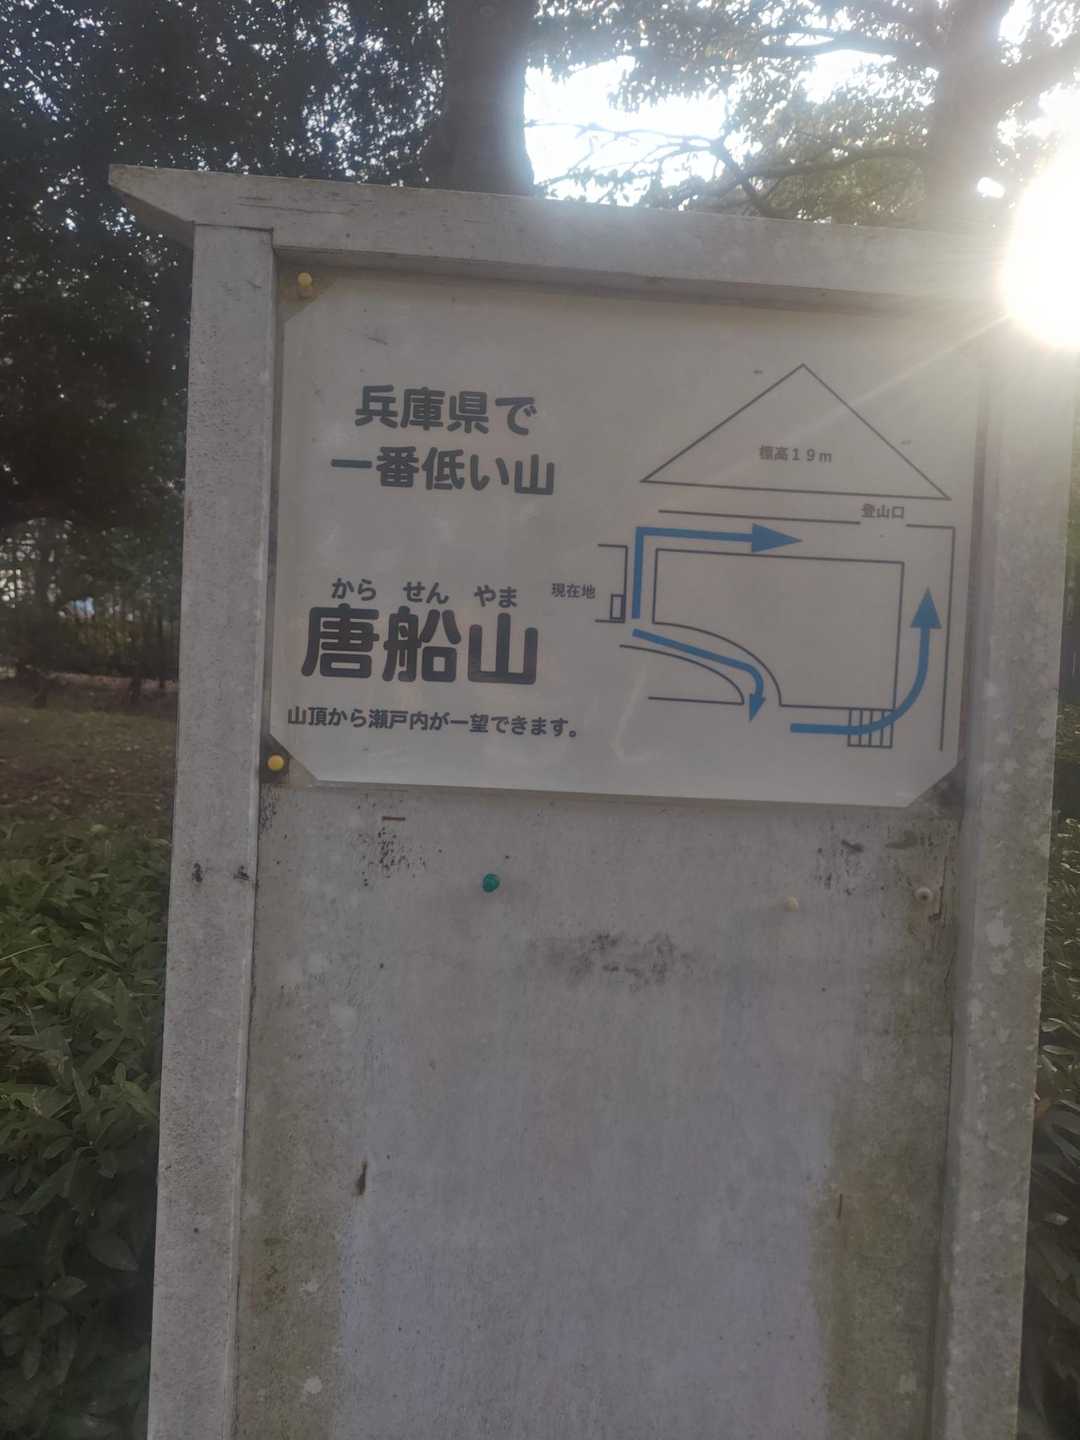 兵庫県で
一番低い山
から せん やま
唐船山
山頂から瀬戸内が一望できます。
標高19m
登山口
現在地